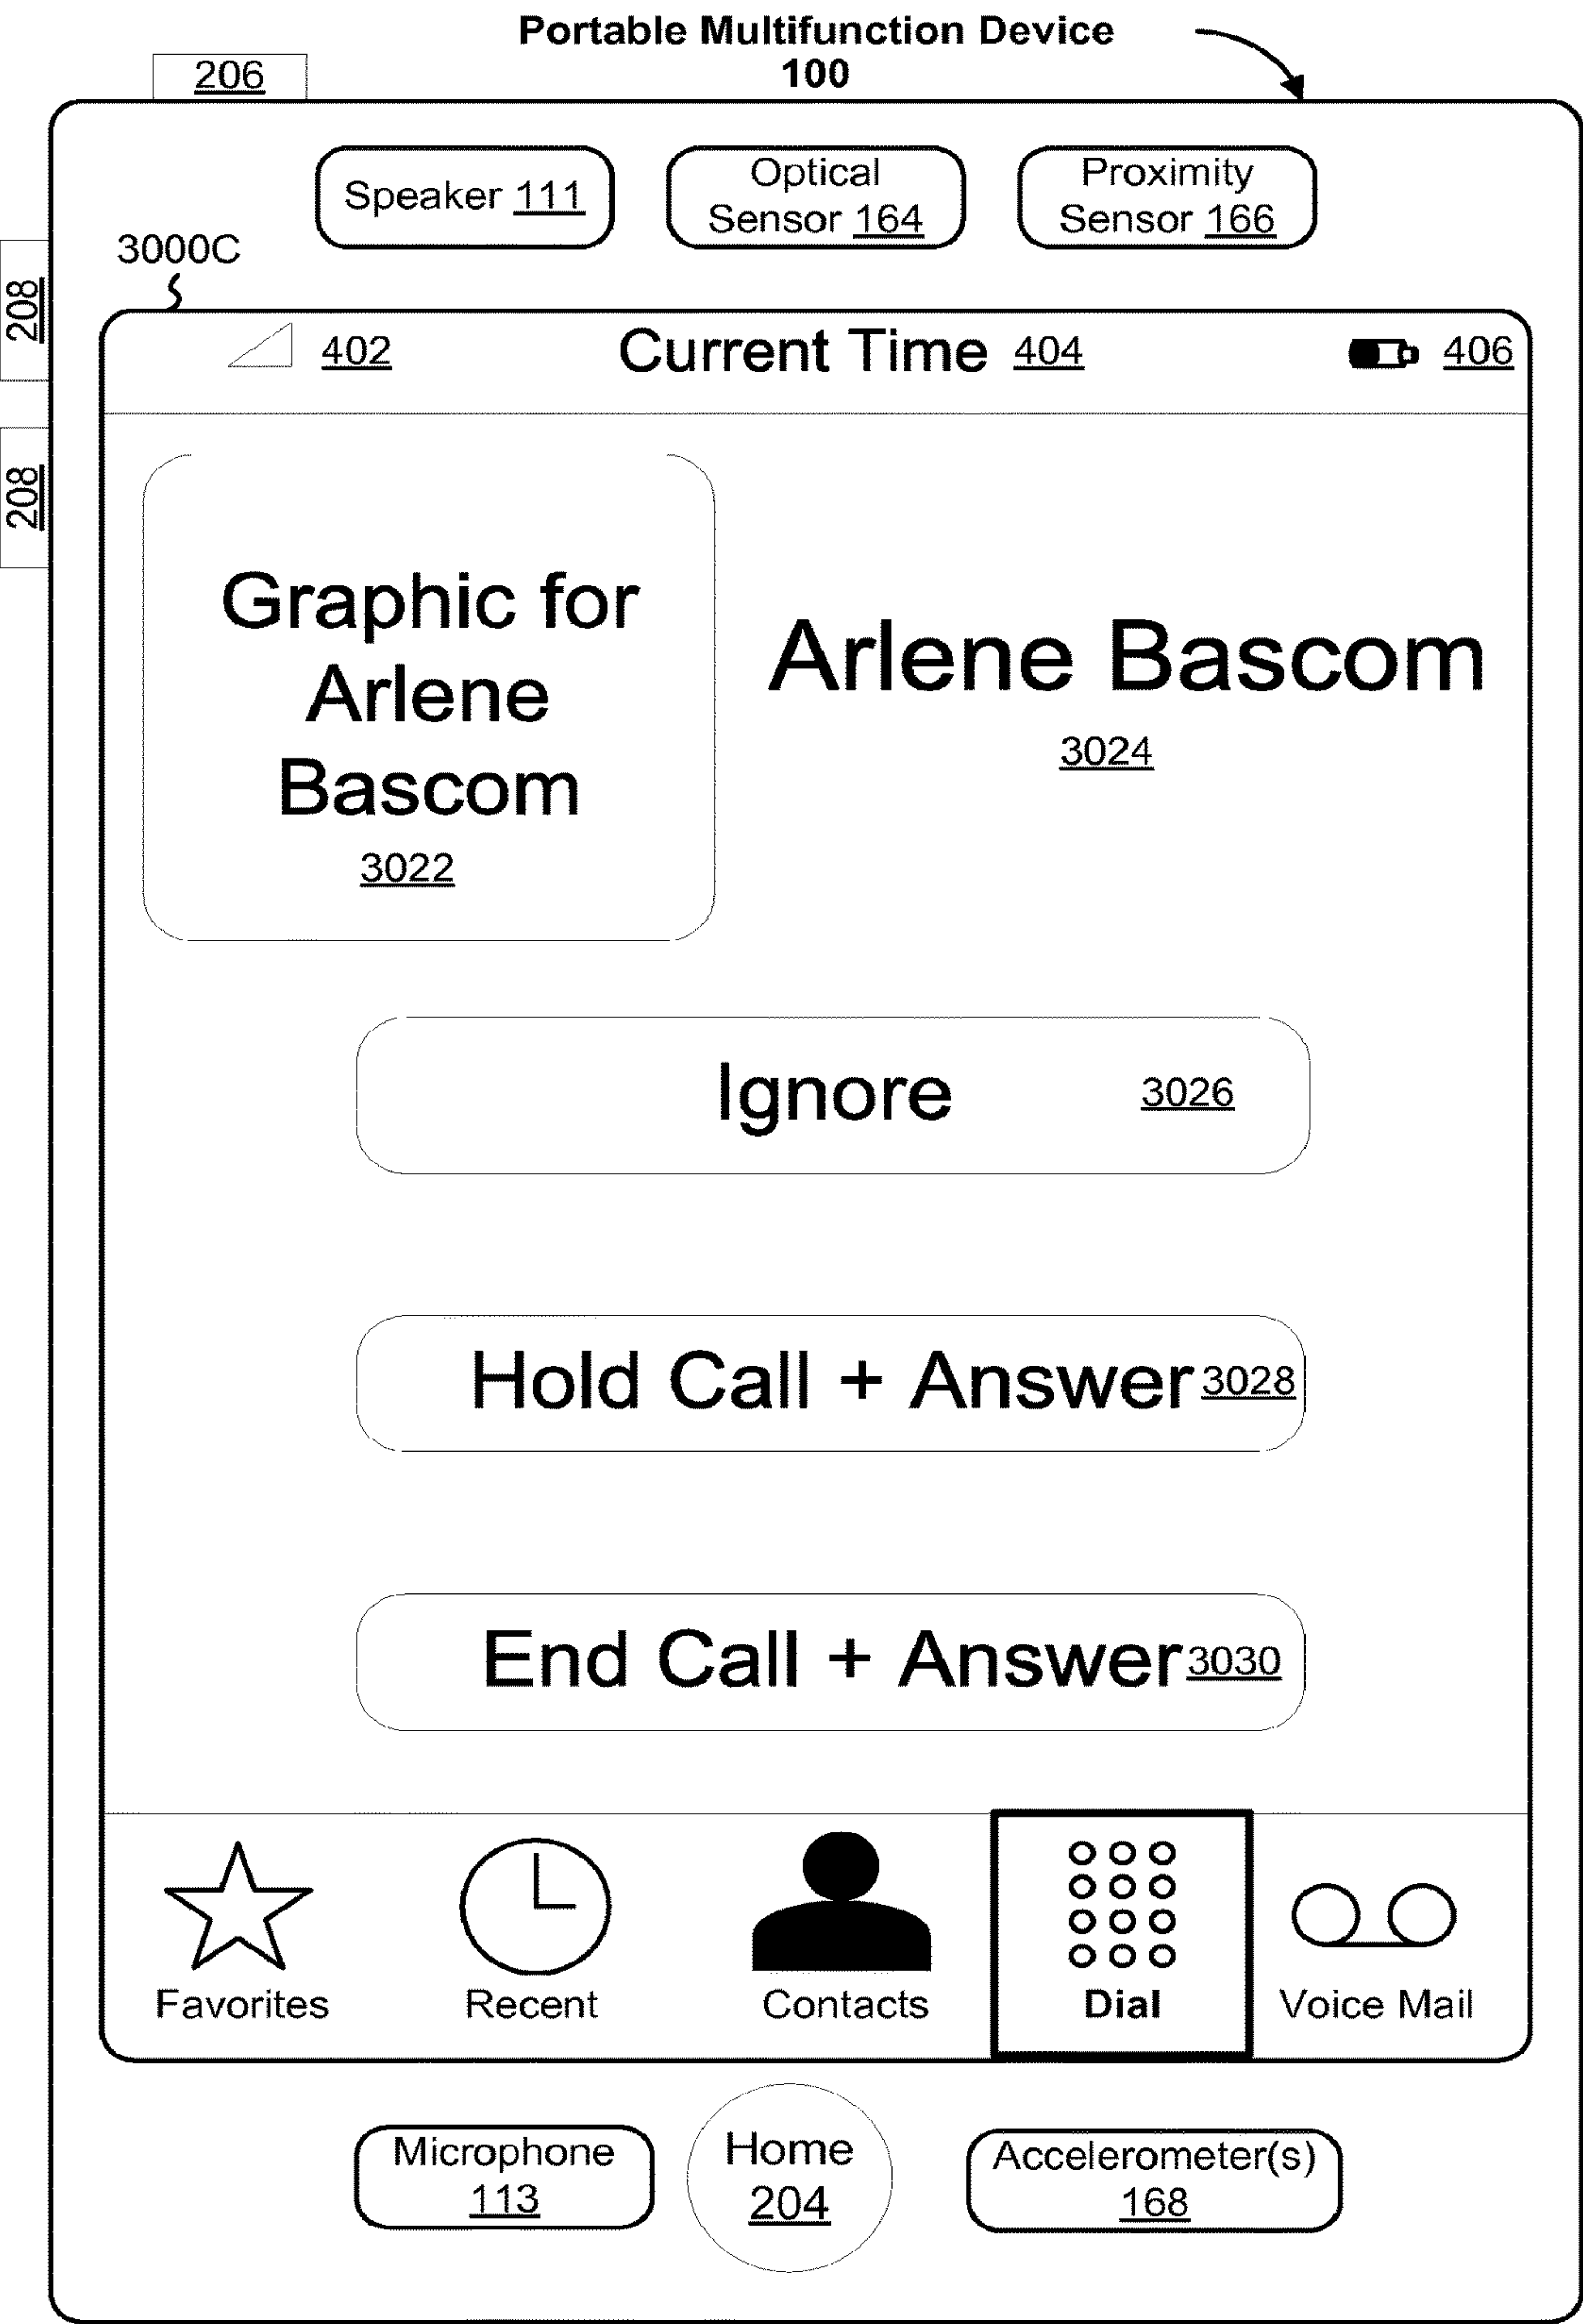 Portable Multifunction Device
100
206
Speaker 111
Optical
Sensor 164
Proximity
Sensor 166
3000C
208
208
402
Current Time 404
406
Graphic for
Arlene
Bascom
3022
Arlene Bascom
3024
Ignore 3026
Hold Call + Answer 3028
End Call + Answer 3030
Favorites
Recent
Contacts
Dial
Voice Mail
Microphone
113
Home
204
Accelerometer(s)
168